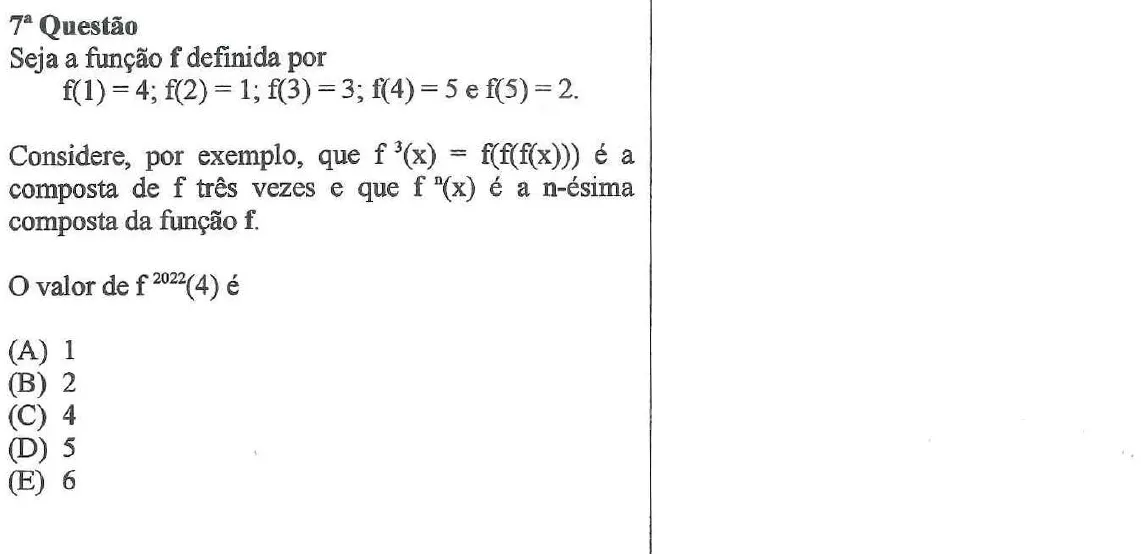 7ª Questão
Seja a função f definida por
f(1) = 4; f(2) = 1; f(3) = 3; f(4) = 5 e f(5) = 2.
Considere, por exemplo, que f ³(x) = f(f(f(x))) é a
composta de f três vezes e que f ⁿ(x) é a n-ésima
composta da função f.
O valor de f ²⁰²²(4) é
(A) 1
(B) 2
(C) 4
(D) 5
(E) 6